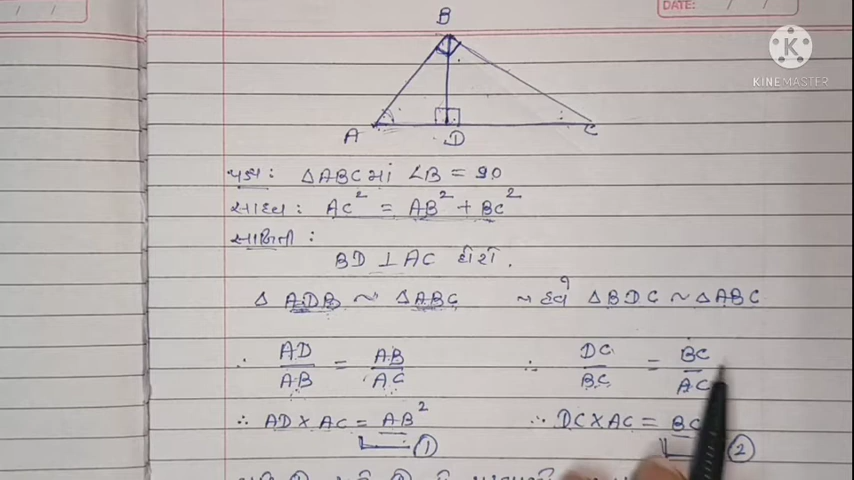 DATE: / /
K
KINEMASTER
B
A D C
પક્ષ: △ABC માં ∠B = 90
સાધ્ય: AC² = AB² + BC²
સાબિતી:
BD ⊥ AC દોરો.
△ ADB ~ △ABC ~ હવે △BDC ~ △ABC
∴ AD/AB = AB/AC ∴ DC/BC = BC/AC
∴ AD × AC = AB² ∴ DC × AC = BC
① ②